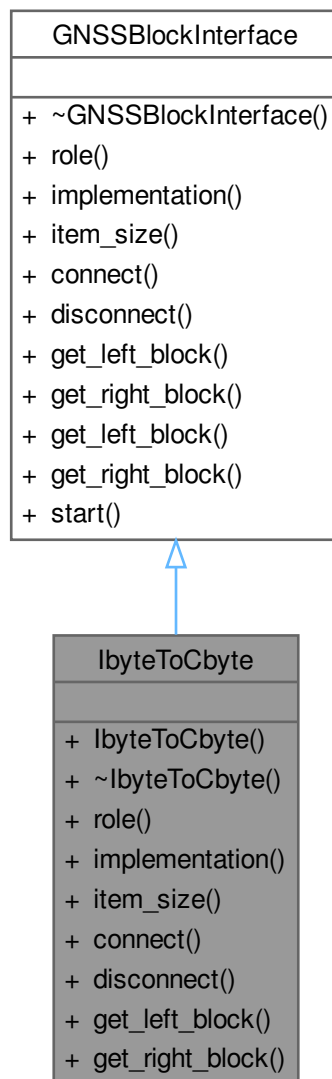 GNSSBlockInterface
+ ~GNSSBlockInterface()
+ role()
+ implementation()
+ item_size()
+ connect()
+ disconnect()
+ get_left_block()
+ get_right_block()
+ get_left_block()
+ get_right_block()
+ start()
IbyteToCbyte
+ IbyteToCbyte()
+ ~IbyteToCbyte()
+ role()
+ implementation()
+ item_size()
+ connect()
+ disconnect()
+ get_left_block()
+ get_right_block()